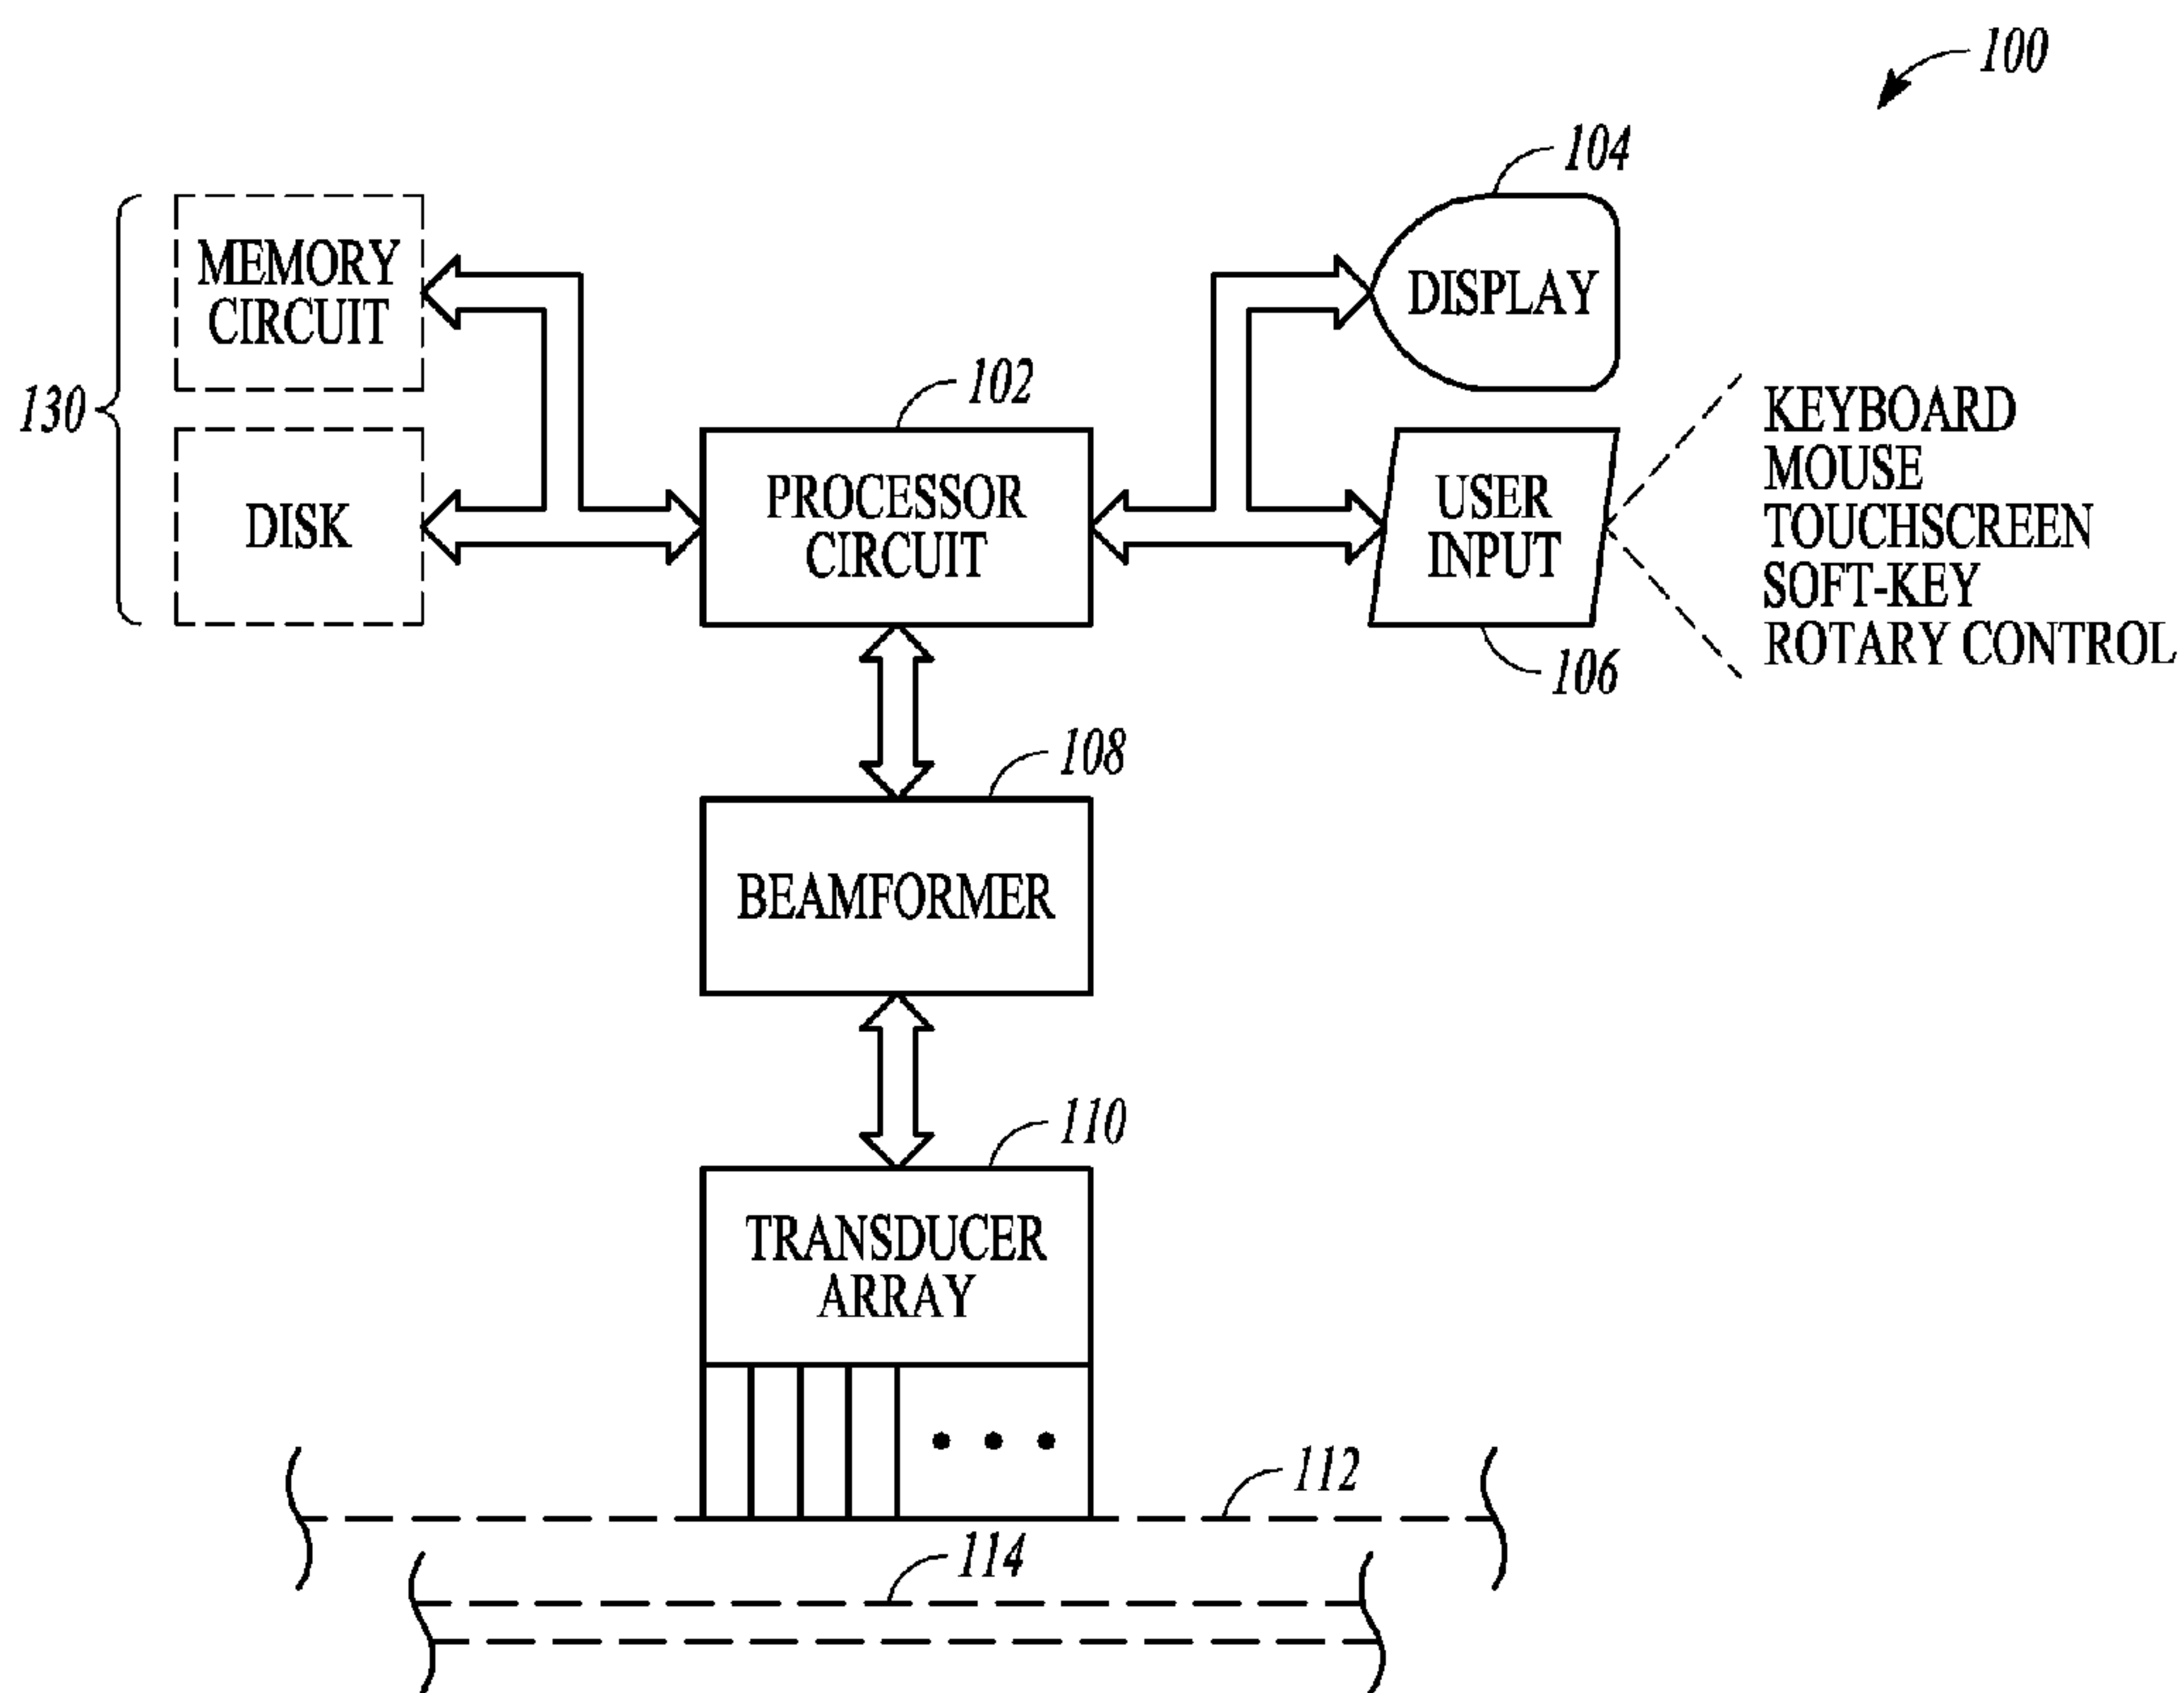 100
104
MEMORY
CIRCUIT
DISPLAY
130
102
KEYBOARD
MOUSE
TOUCHSCREEN
SOFT-KEY
ROTARY CONTROL
DISK
PROCESSOR
CIRCUIT
USER
INPUT
106
108
BEAMFORMER
110
TRANSDUCER
ARRAY
112
114